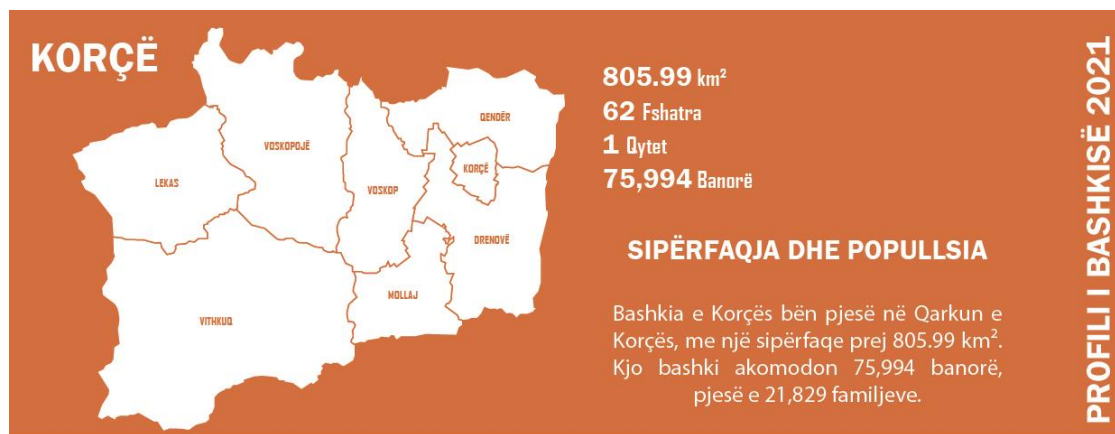 KORÇË
QENDËR
VOSKOPOJË
KORÇË
LEKAS
VOSKOP
DRENOVË
MOLLAJ
VITHKUQ
805.99 km²
62 Fshatra
1 Qytet
75,994 Banorë
SIPËRFAQJA DHE POPULLSIA
Bashkia e Korçës bën pjesë në Qarkun e
Korçës, me një sipërfaqe prej 805.99 km².
Kjo bashki akomodon 75,994 banorë,
pjesë e 21,829 familjeve.
PROFILI I BASHKISË 2021